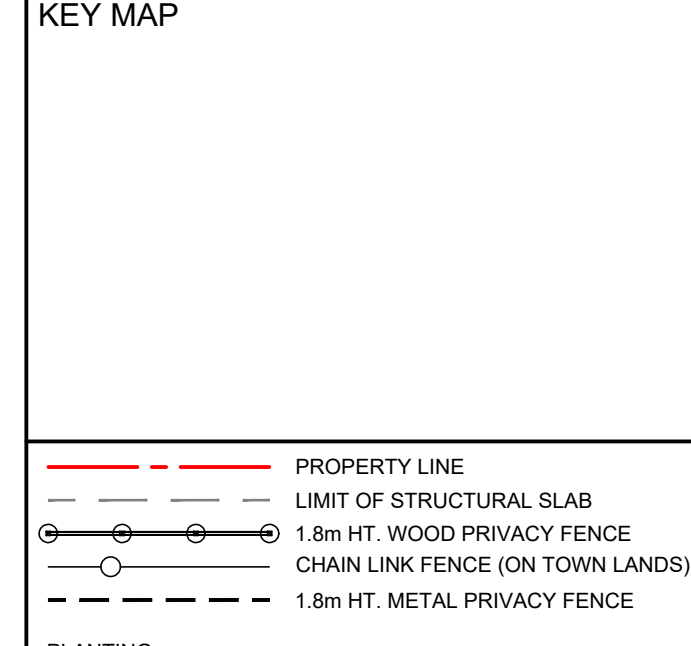 KEY MAP
PROPERTY LINE
LIMIT OF STRUCTURAL SLAB
1.8m HT. WOOD PRIVACY FENCE
CHAIN LINK FENCE (ON TOWN LANDS)
1.8m HT. METAL PRIVACY FENCE
PLANTING